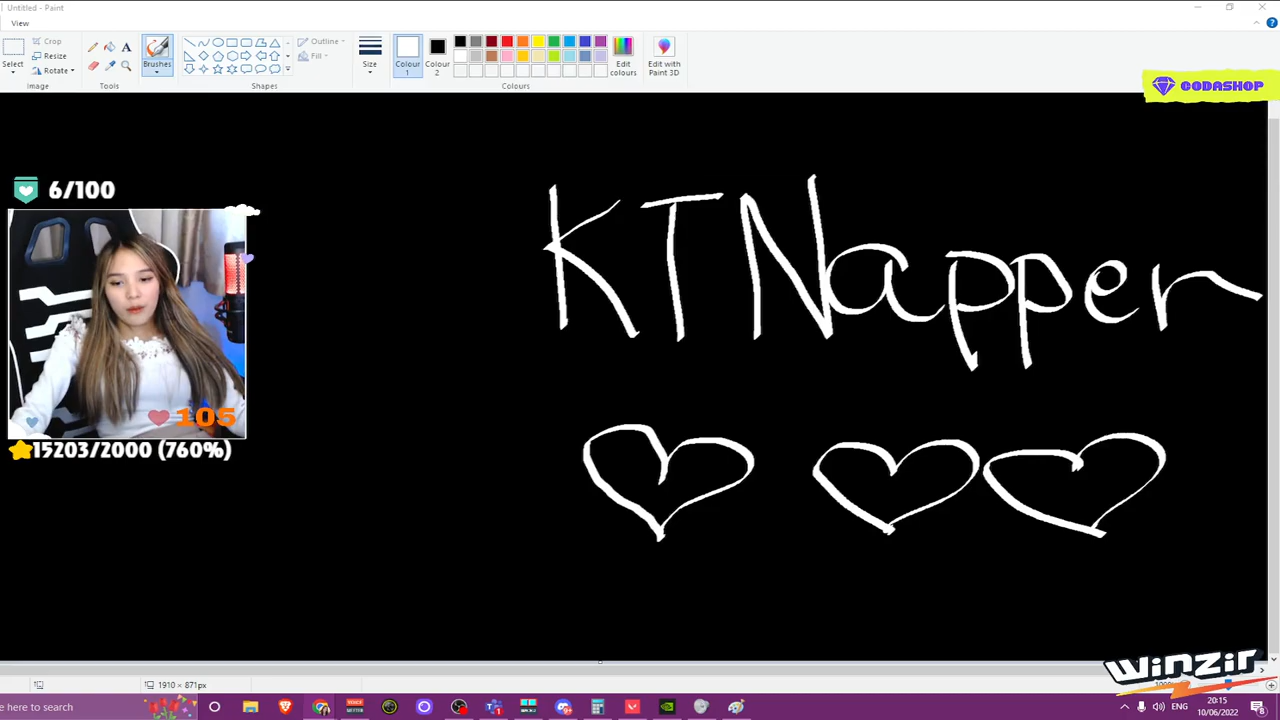 Untitled - Paint
View
Select
Crop
Resize
Rotate
Image
A
Tools
Brushes
Outline
Fill
Shapes
Size
Colour 1
Colour 2
Edit colours
Edit with Paint 3D
Colours
CODASHOP
6/100
105
15203/2000 (760%)
KTNapper
1910 × 871px
WINZIR
e here to search
ENG
20:15
10/06/2022
8